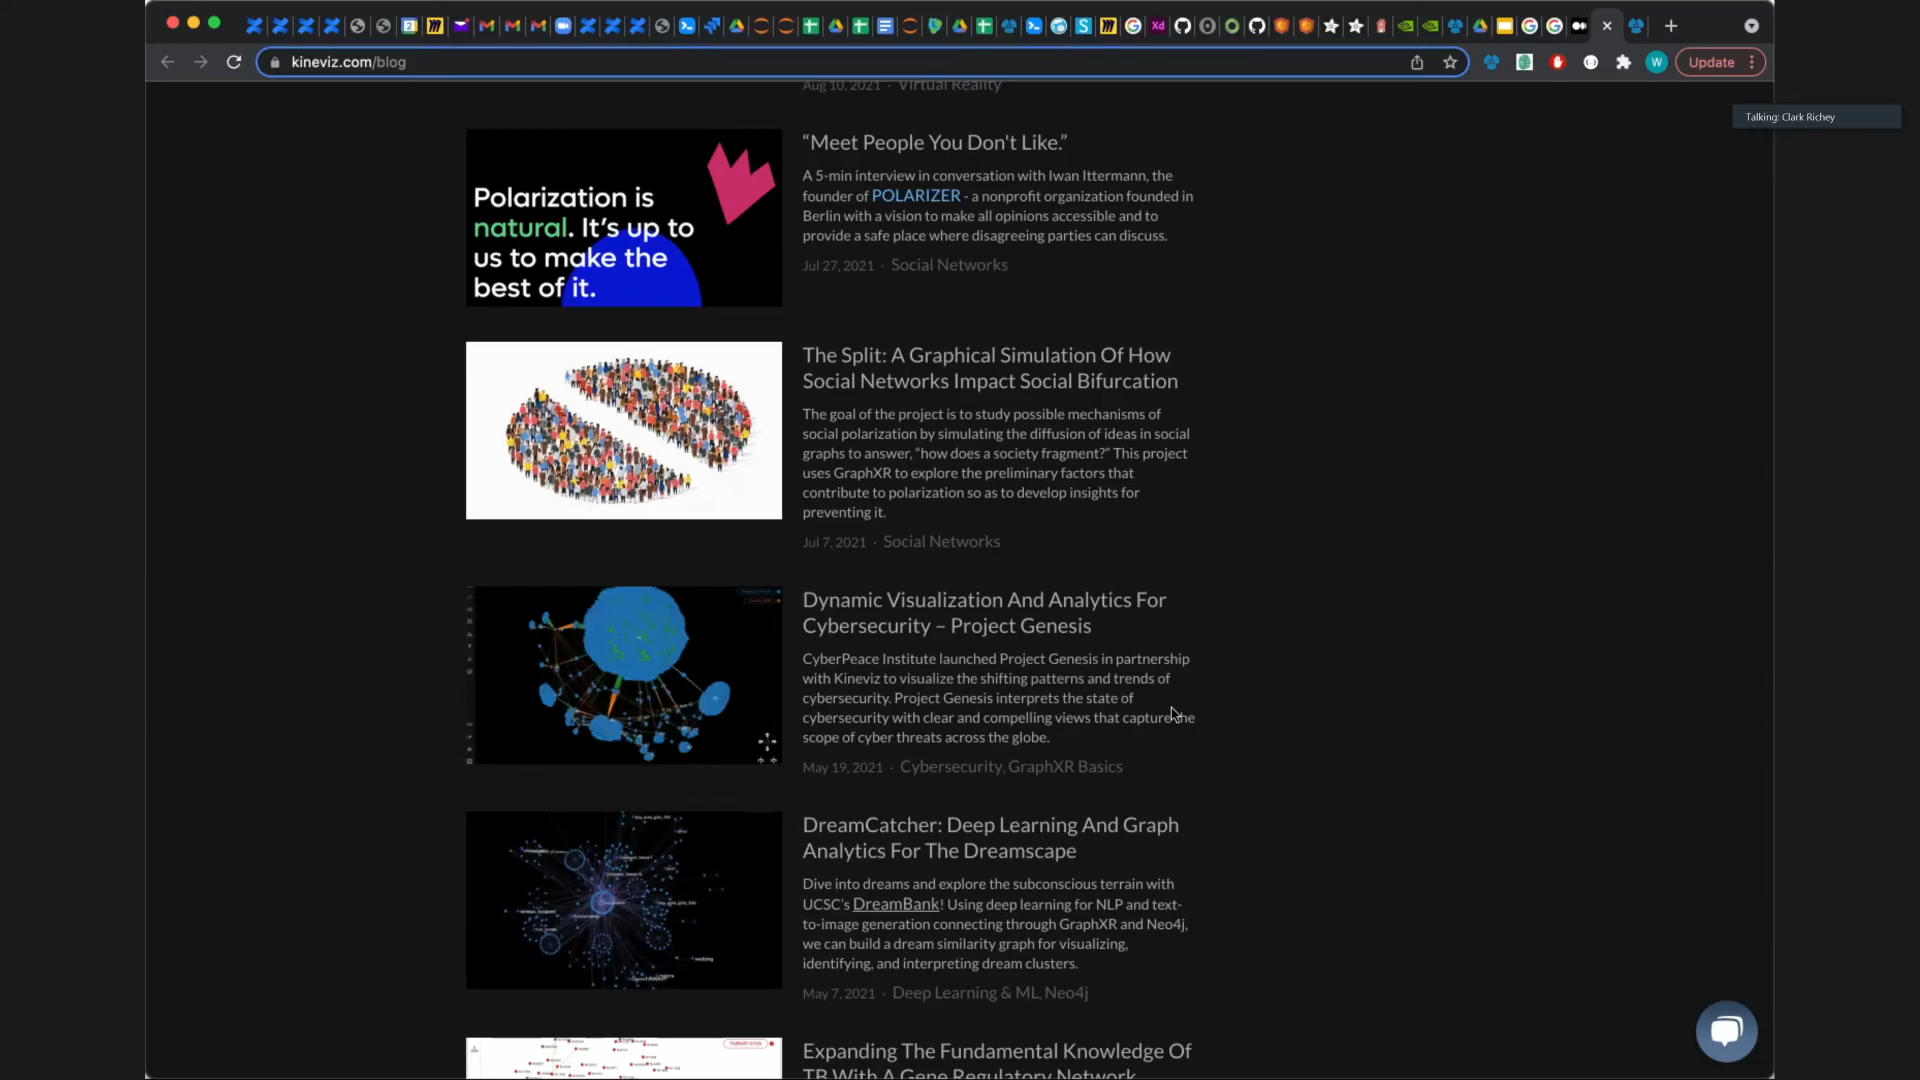 kineviz.com/blog
Update
Talking: Clark Richey
Aug 10, 2021 · Virtual Reality
Polarization is
natural. It's up to
us to make the
best of it.
“Meet People You Don't Like.”
A 5-min interview in conversation with Iwan Ittermann, the
founder of POLARIZER - a nonprofit organization founded in
Berlin with a vision to make all opinions accessible and to
provide a safe place where disagreeing parties can discuss.
Jul 27, 2021 · Social Networks
The Split: A Graphical Simulation Of How
Social Networks Impact Social Bifurcation
The goal of the project is to study possible mechanisms of
social polarization by simulating the diffusion of ideas in social
graphs to answer, “how does a society fragment?” This project
uses GraphXR to explore the preliminary factors that
contribute to polarization so as to develop insights for
preventing it.
Jul 7, 2021 · Social Networks
Dynamic Visualization And Analytics For
Cybersecurity – Project Genesis
CyberPeace Institute launched Project Genesis in partnership
with Kineviz to visualize the shifting patterns and trends of
cybersecurity. Project Genesis interprets the state of
cybersecurity with clear and compelling views that capture the
scope of cyber threats across the globe.
May 19, 2021 · Cybersecurity, GraphXR Basics
DreamCatcher: Deep Learning And Graph
Analytics For The Dreamscape
Dive into dreams and explore the subconscious terrain with
UCSC's DreamBank! Using deep learning for NLP and text-
to-image generation connecting through GraphXR and Neo4j,
we can build a dream similarity graph for visualizing,
identifying, and interpreting dream clusters.
May 7, 2021 · Deep Learning & ML, Neo4j
Expanding The Fundamental Knowledge Of
TB With A Gene Regulatory Network